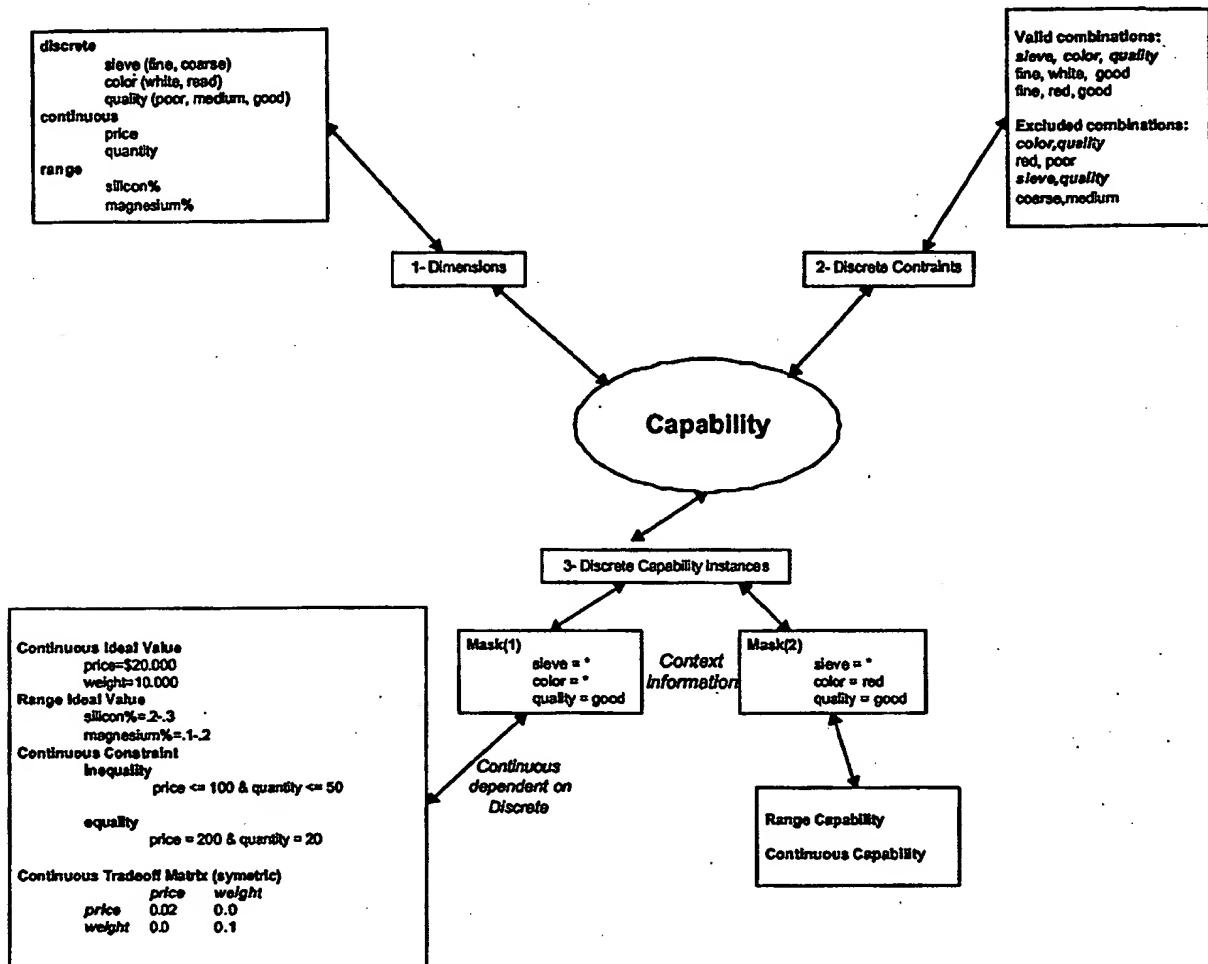 discrete
sieve (fine, coarse)
color (white, read)
quality (poor, medium, good)
continuous
price
quantity
range
silicon%
magnesium%
Valid combinations:
sieve, color, quality
fine, white, good
fine, red, good
Excluded combinations:
color,quality
red, poor
sieve,quality
coarse,medium
1- Dimensions
2- Discrete Contraints
Capability
3- Discrete Capability Instances
Mask(1)
sieve = *
color = *
quality = good
Context
Information
Mask(2)
sieve = *
color = red
quality = good
Continuous Ideal Value
price=$20.000
weight=10.000
Range Ideal Value
silicon%=.2-.3
magnesium%=.1-.2
Continuous Constraint
inequality
price <= 100 & quantity <= 50
equality
price = 200 & quantity = 20
Continuous Tradeoff Matrix (symetric)
price weight
price 0.02 0.0
weight 0.0 0.1
Continuous
dependent on
Discrete
Range Capability
Continuous Capability